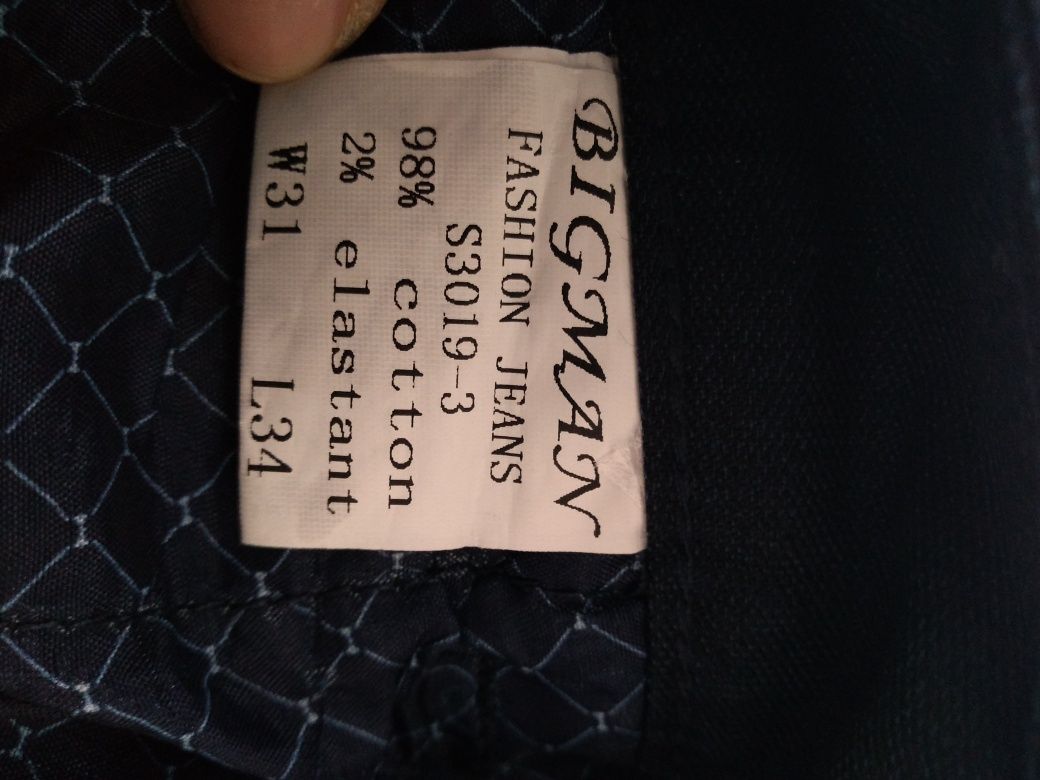 BIGMAN
FASHION JEANS
S3019-3
98% cotton
2% elastant
W31 L34